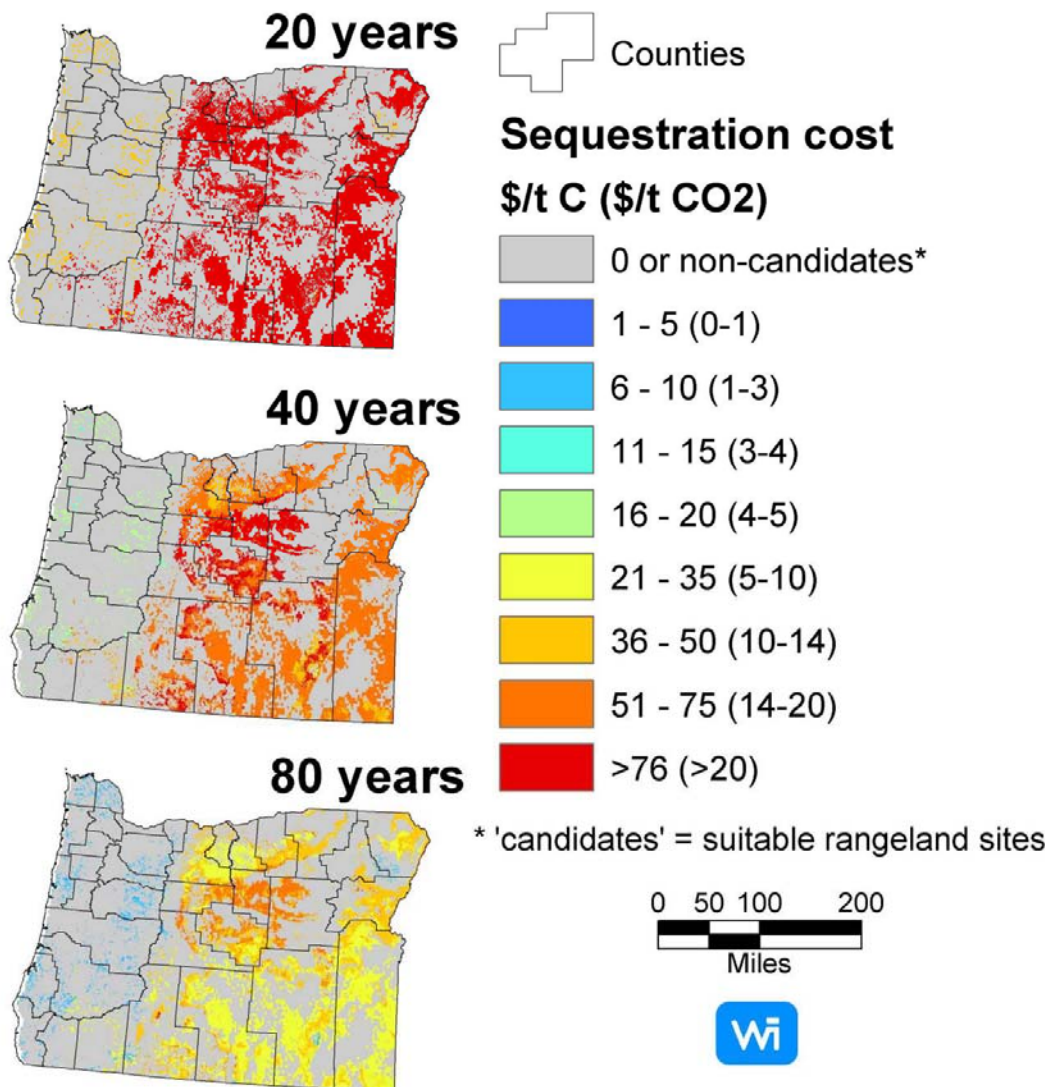 20 years
Counties
Sequestration cost
$/t C ($/t CO2)
0 or non-candidates*
1 - 5 (0-1)
6 - 10 (1-3)
40 years
11 - 15 (3-4)
16 - 20 (4-5)
21 - 35 (5-10)
36 - 50 (10-14)
51 - 75 (14-20)
>76 (>20)
80 years
* 'candidates' = suitable rangeland sites
0 50 100 200
Miles
Wi